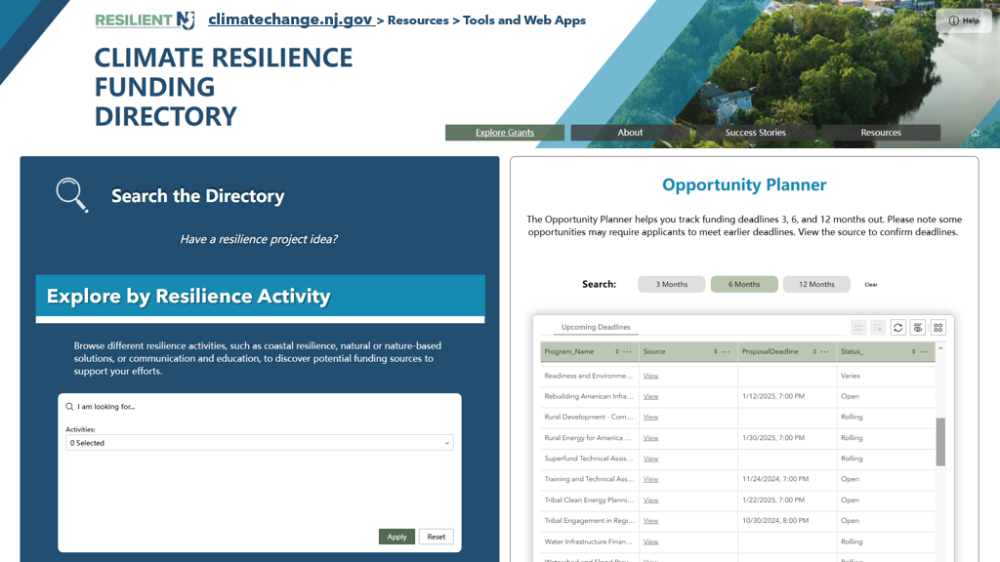 RESILIENT NJ climatechange.nj.gov > Resources > Tools and Web Apps
Help
CLIMATE RESILIENCE
FUNDING
DIRECTORY
Explore Grants
About
Success Stories
Resources
Search the Directory
Have a resilience project idea?
Explore by Resilience Activity
Browse different resilience activities, such as coastal resilience, natural or nature-based
solutions, or communication and education, to discover potential funding sources to
support your efforts.
I am looking for...
Activities:
0 Selected
Apply
Reset
Opportunity Planner
The Opportunity Planner helps you track funding deadlines 3, 6, and 12 months out. Please note some
opportunities may require applicants to meet earlier deadlines. View the source to confirm deadlines.
Search: 3 Months 6 Months 12 Months Clear
Upcoming Deadlines
Program_Name Source ProposalDeadline Status_
Readiness and Environme... View Varies
Rebuilding American Infra... View 1/12/2025, 7:00 PM Open
Rural Development - Com... View Rolling
Rural Energy for America ... View 1/30/2025, 7:00 PM Rolling
Superfund Technical Assis... View Rolling
Training and Technical Ass... View 11/24/2024, 7:00 PM Open
Tribal Clean Energy Planni... View 1/22/2025, 7:00 PM Open
Tribal Engagement in Regi... View 10/30/2024, 8:00 PM Open
Water Infrastructure Finan... View Rolling
Watershed and Flood Prev... View Rolling